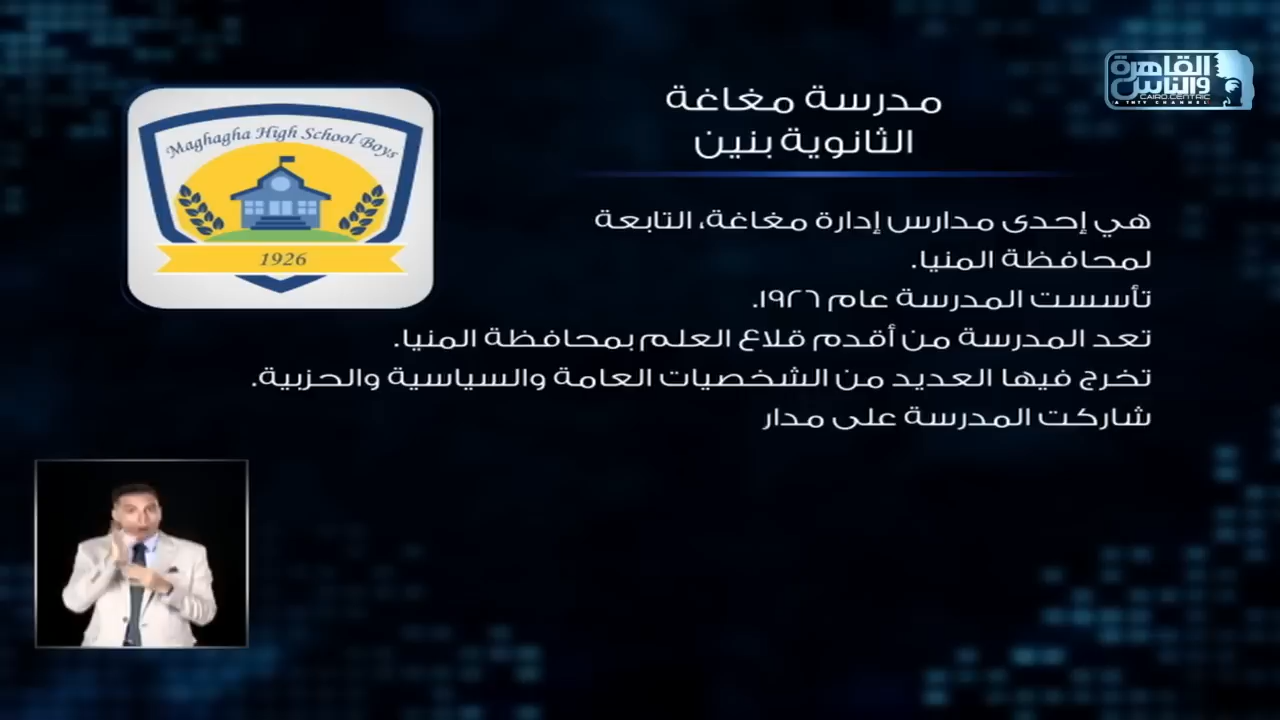 القاهرة
والناس
CAIRO.CENTRIC
A TNTV CHANNEL
مدرسة مغاغة
الثانوية بنين
Maghagha High School Boys
1926
هي إحدى مدارس إدارة مغاغة، التابعة
لمحافظة المنيا.
تأسست المدرسة عام ١٩٢٦.
تعد المدرسة من أقدم قلاع العلم بمحافظة المنيا.
تخرج فيها العديد من الشخصيات العامة والسياسية والحزبية.
شاركت المدرسة على مدار